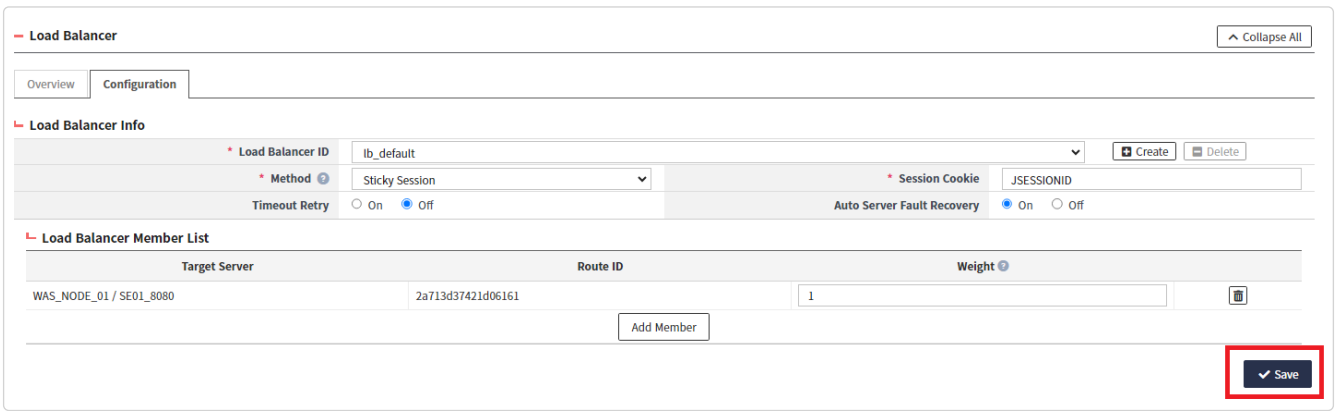 Load Balancer
Collapse All
Overview
Configuration
Load Balancer Info
* Load Balancer ID
lb_default
Create
Delete
* Method ?
Sticky Session
* Session Cookie
JSESSIONID
Timeout Retry
On
Off
Auto Server Fault Recovery
On
Off
Load Balancer Member List
Target Server
Route ID
Weight ?
WAS_NODE_01 / SE01_8080
2a713d37421d06161
1
Add Member
Save